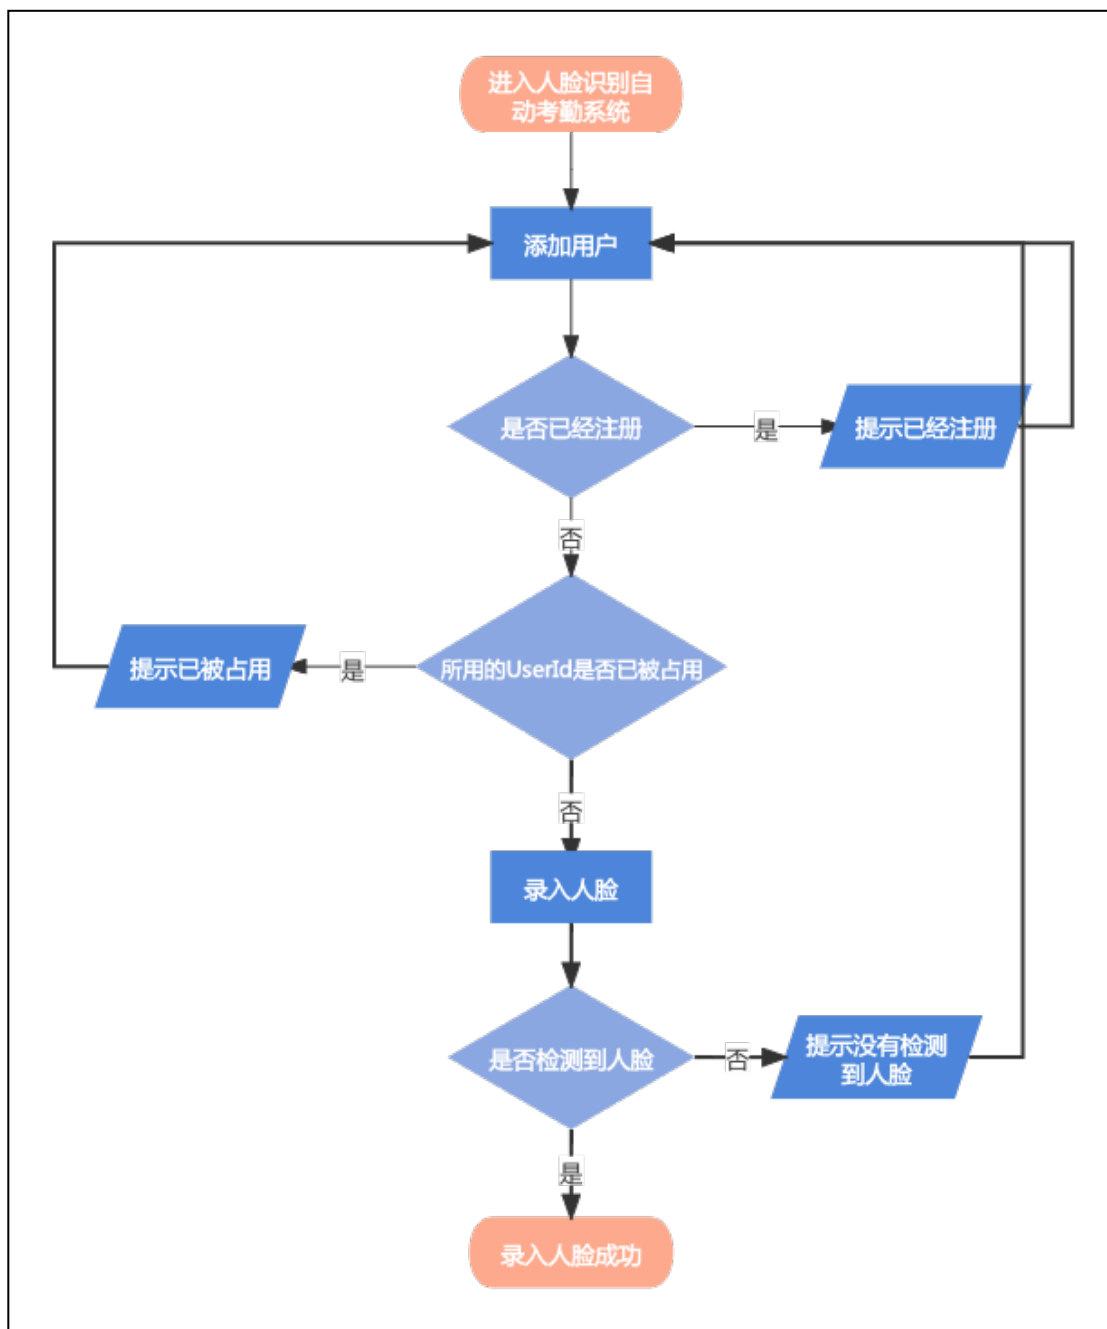 进入人脸识别自
动考勤系统
添加用户
是否已经注册
是
提示已经注册
否
提示已被占用
是
所用的UserId是否已被占用
否
录入人脸
是否检测到人脸
否
提示没有检测
到人脸
是
录入人脸成功